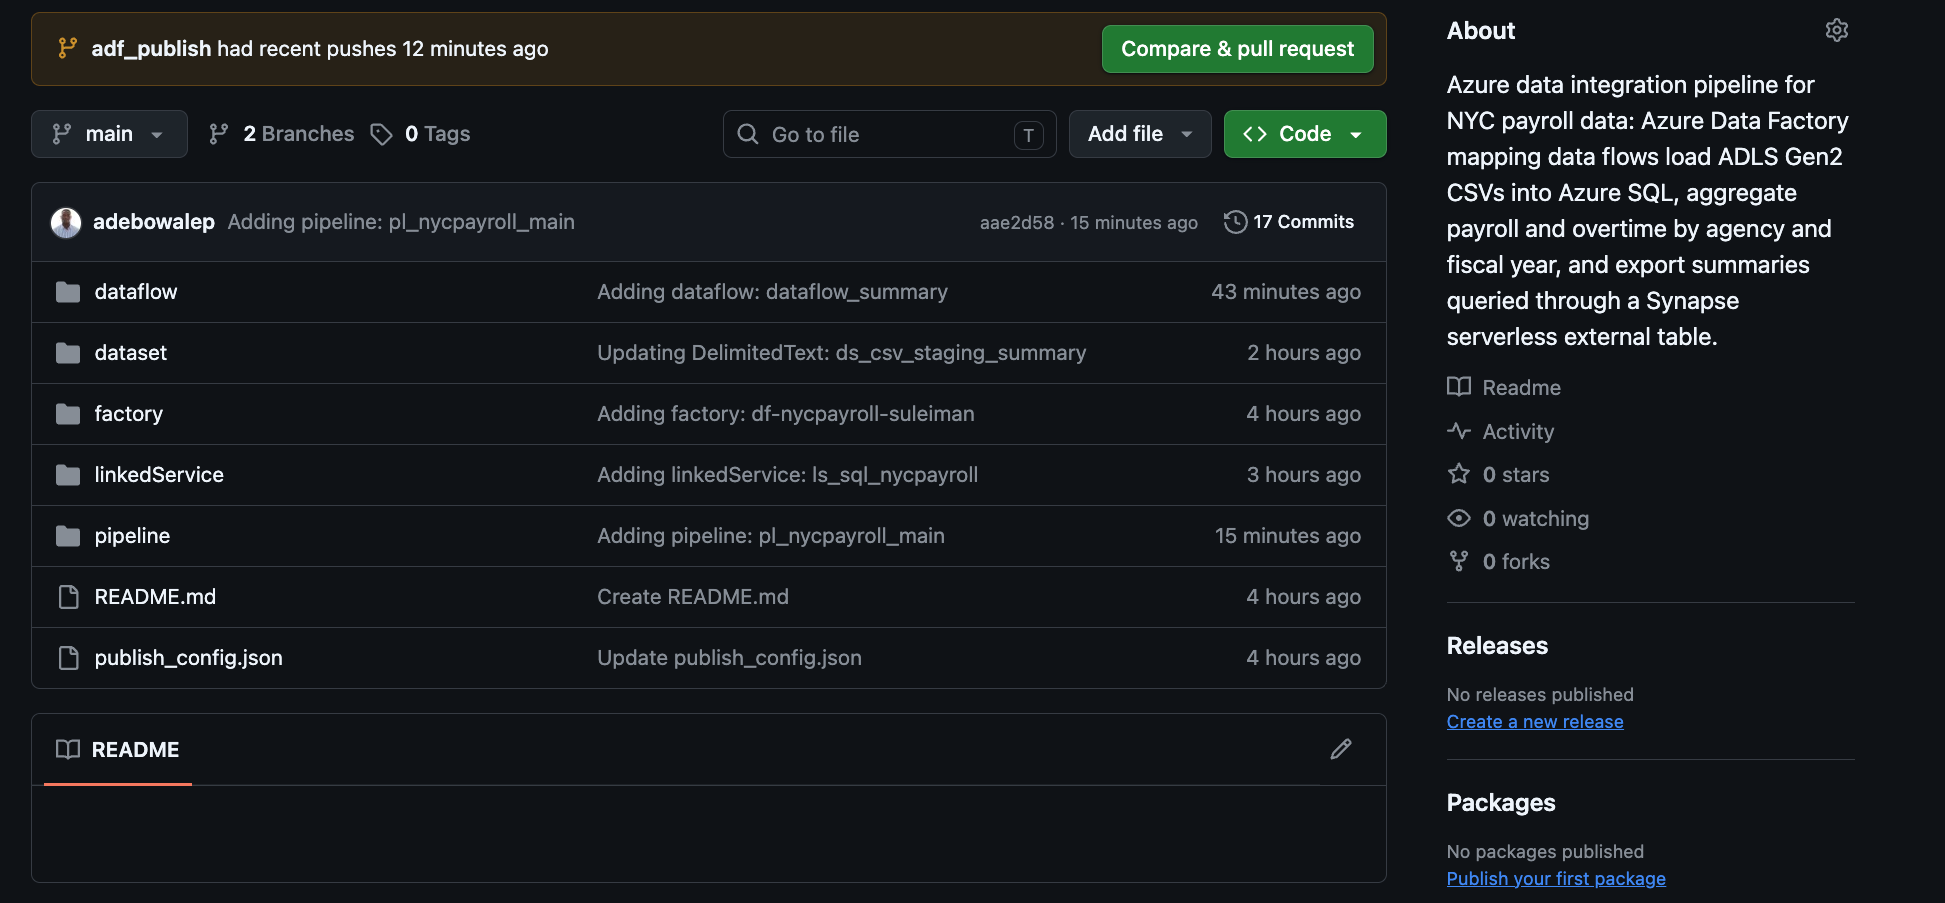 adf_publish had recent pushes 12 minutes ago
Compare & pull request
main
2 Branches
0 Tags
Go to file
T
Add file
Code
adebowalep Adding pipeline: pl_nycpayroll_main
aae2d58 · 15 minutes ago
17 Commits
dataflow Adding dataflow: dataflow_summary 43 minutes ago
dataset Updating DelimitedText: ds_csv_staging_summary 2 hours ago
factory Adding factory: df-nycpayroll-suleiman 4 hours ago
linkedService Adding linkedService: ls_sql_nycpayroll 3 hours ago
pipeline Adding pipeline: pl_nycpayroll_main 15 minutes ago
README.md Create README.md 4 hours ago
publish_config.json Update publish_config.json 4 hours ago
README
About
Azure data integration pipeline for
NYC payroll data: Azure Data Factory
mapping data flows load ADLS Gen2
CSVs into Azure SQL, aggregate
payroll and overtime by agency and
fiscal year, and export summaries
queried through a Synapse
serverless external table.
Readme
Activity
0 stars
0 watching
0 forks
Releases
No releases published
Create a new release
Packages
No packages published
Publish your first package